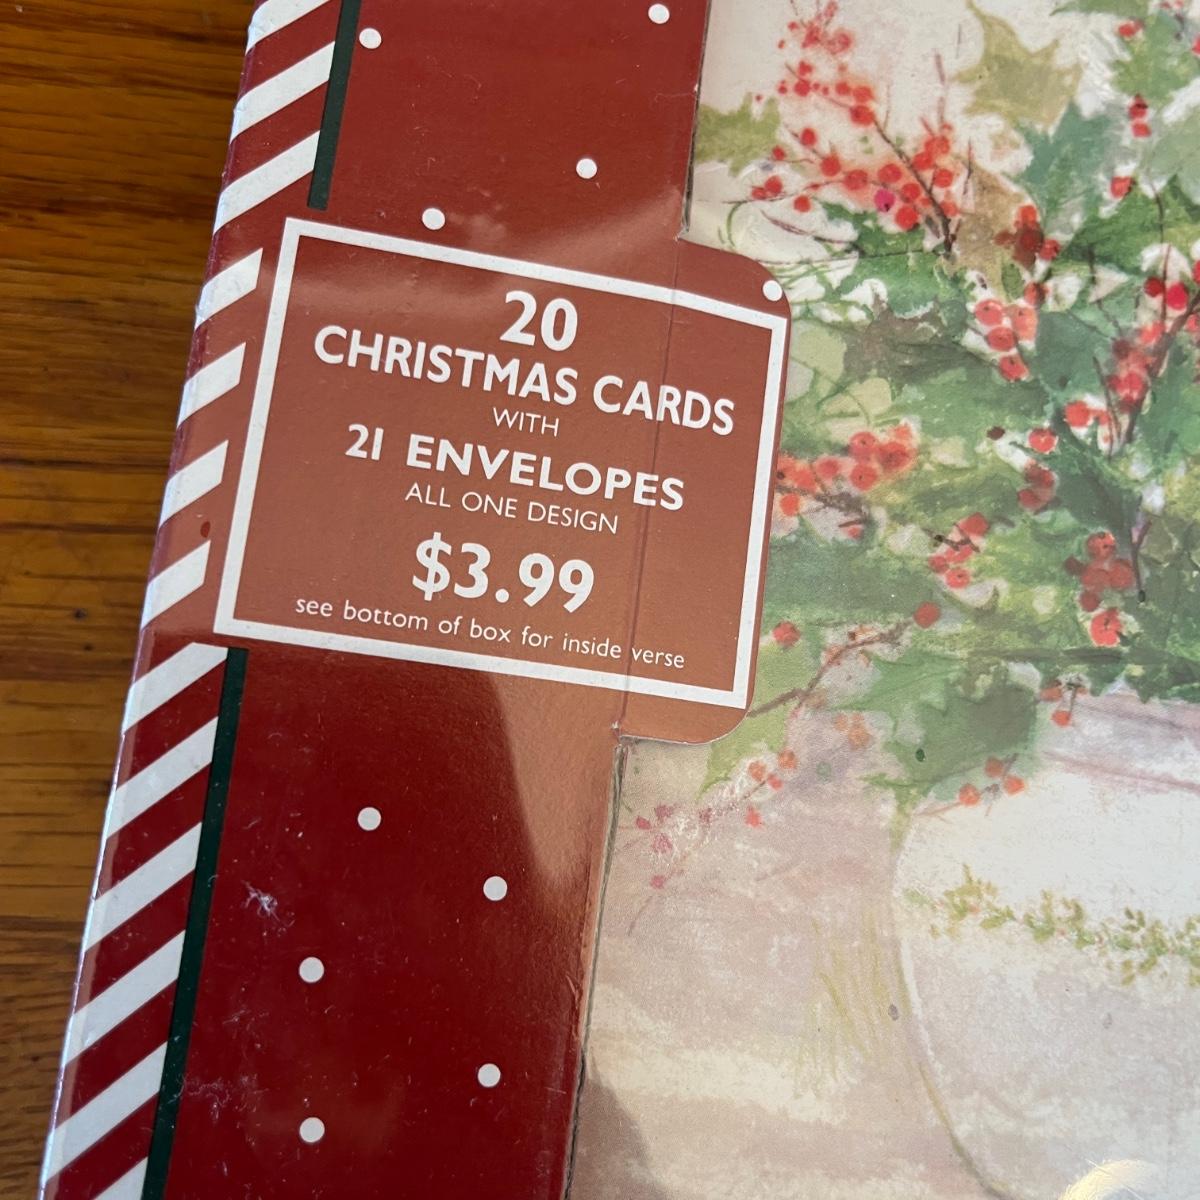 20
CHRISTMAS CARDS
WITH
21 ENVELOPES
ALL ONE DESIGN
$3.99
see bottom of box for inside verse